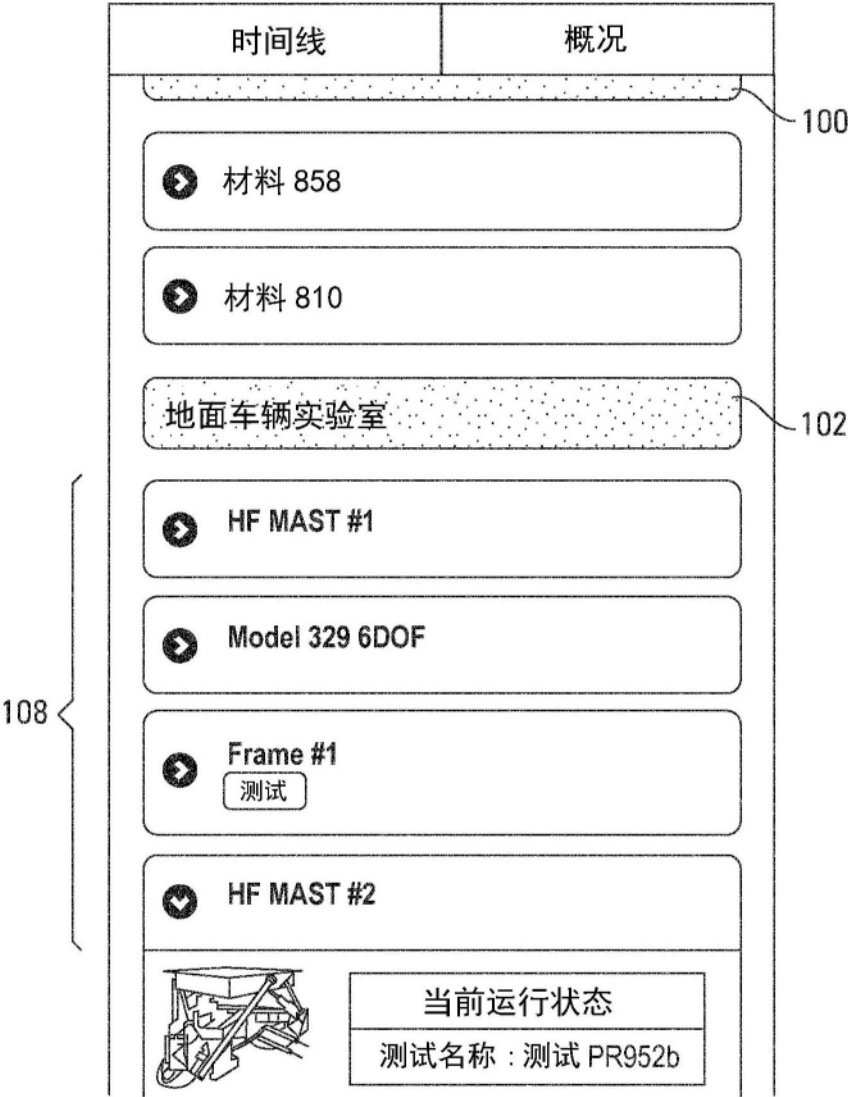 时间线 概况
100
材料 858
材料 810
地面车辆实验室
102
HF MAST #1
Model 329 6DOF
108
Frame #1
测试
HF MAST #2
当前运行状态
测试名称：测试 PR952b